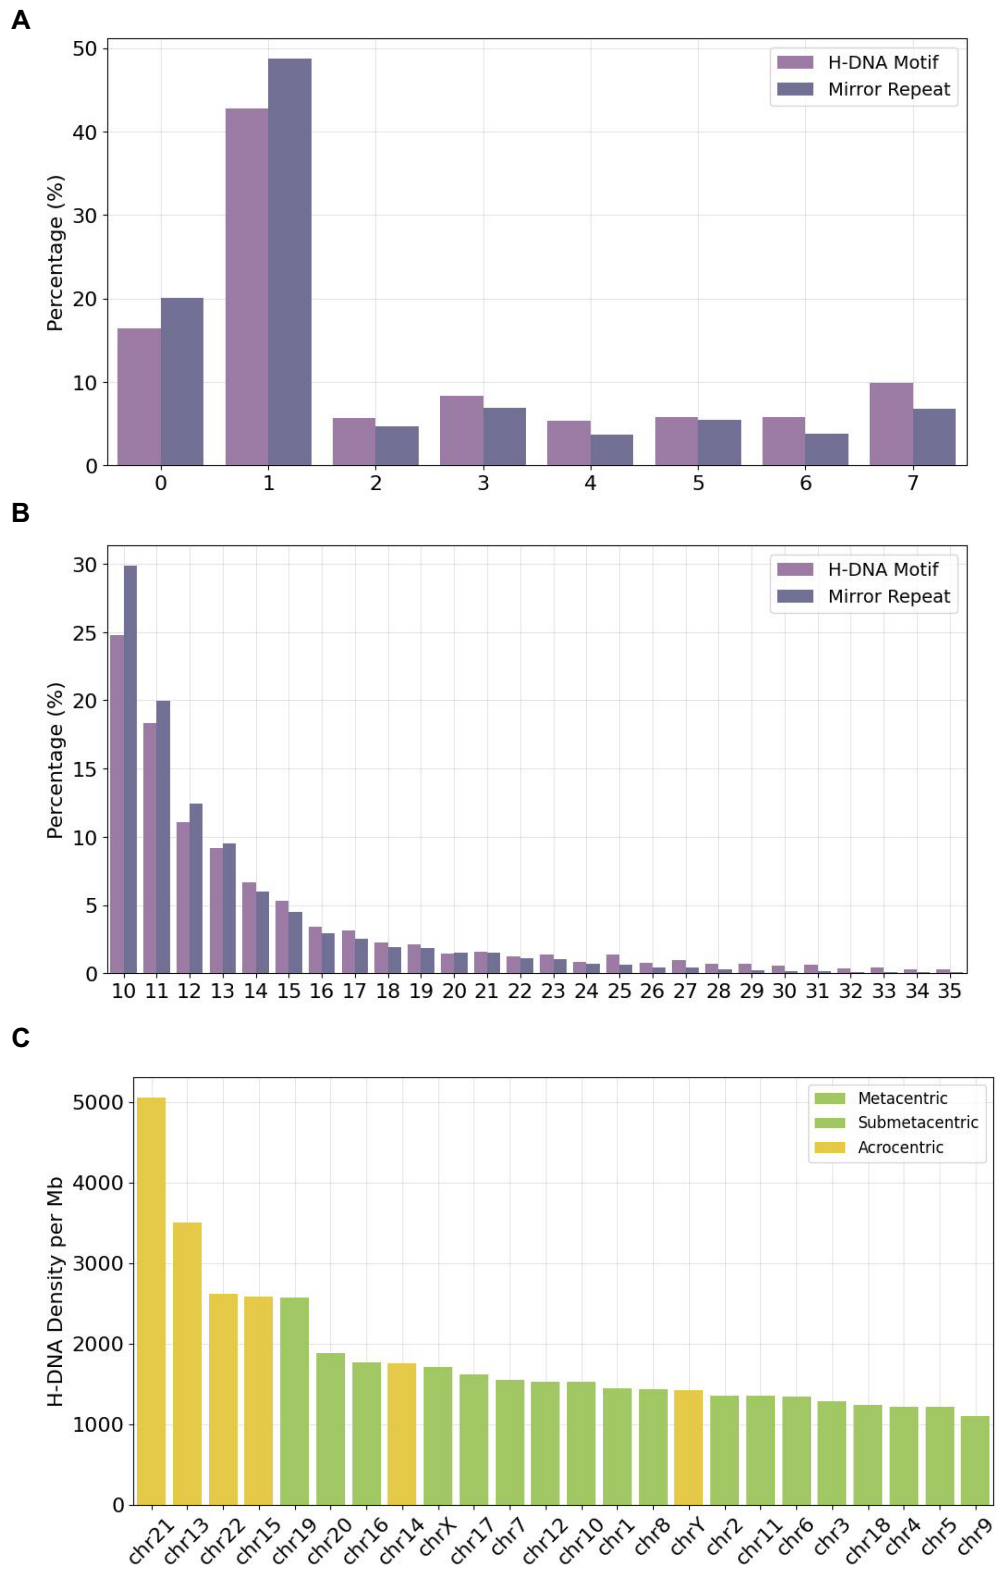 A
50
40
30
20
10
0
Percentage (%)
H-DNA Motif
Mirror Repeat
0 1 2 3 4 5 6 7
B
30
25
20
15
10
5
0
Percentage (%)
H-DNA Motif
Mirror Repeat
10 11 12 13 14 15 16 17 18 19 20 21 22 23 24 25 26 27 28 29 30 31 32 33 34 35
C
5000
4000
3000
2000
1000
0
H-DNA Density per Mb
Metacentric
Submetacentric
Acrocentric
chr21 chr13 chr22 chr15 chr19 chr20 chr16 chr14 chrX chr17 chr7 chr12 chr10 chr1 chr8 chrY chr2 chr11 chr6 chr3 chr18 chr4 chr5 chr9